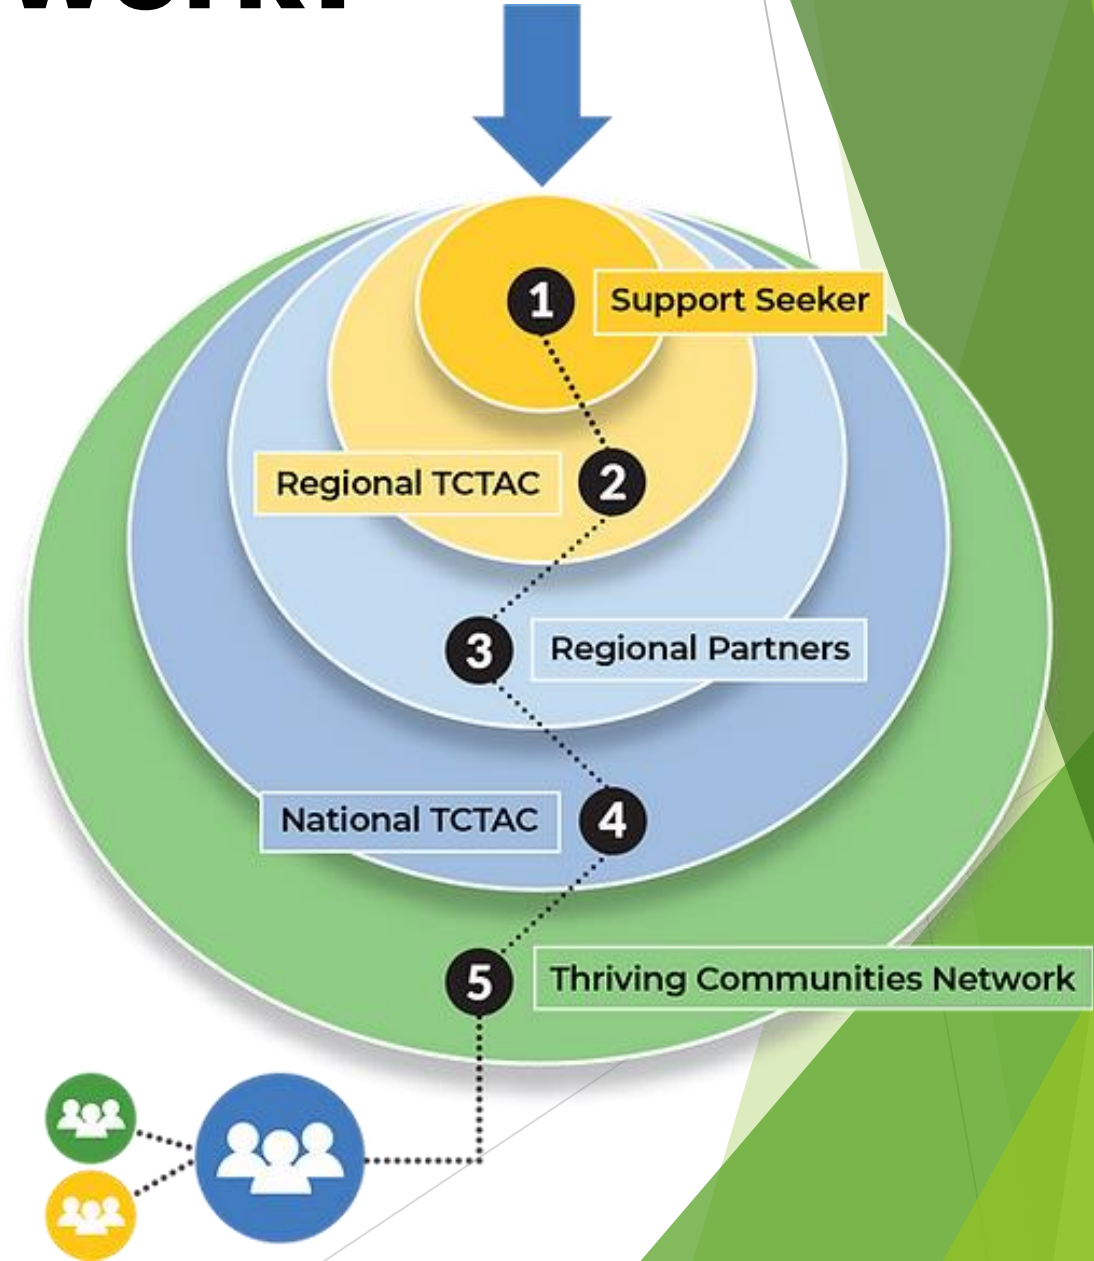 1
Support Seeker
Regional TCTAC
2
3
Regional Partners
National TCTAC
4
5
Thriving Communities Network